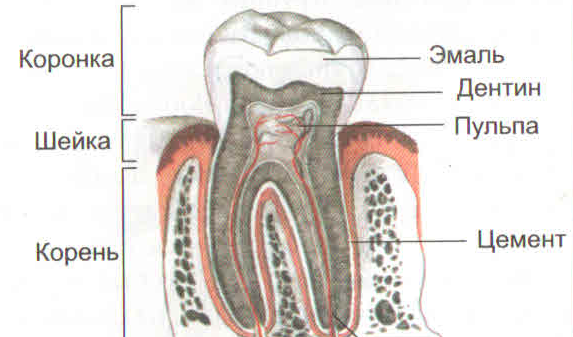 Коронка
Эмаль
Дентин
Пульпа
Шейка
Цемент
Корень